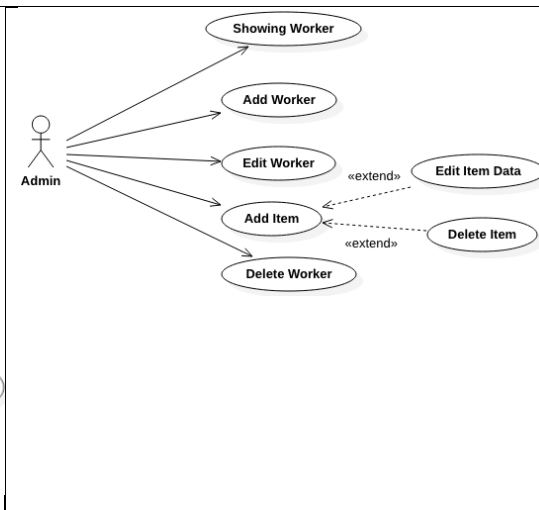 Showing Worker
Add Worker
Admin
Edit Worker
«extend»
Edit Item Data
Add Item
Delete Item
«extend»
Delete Worker